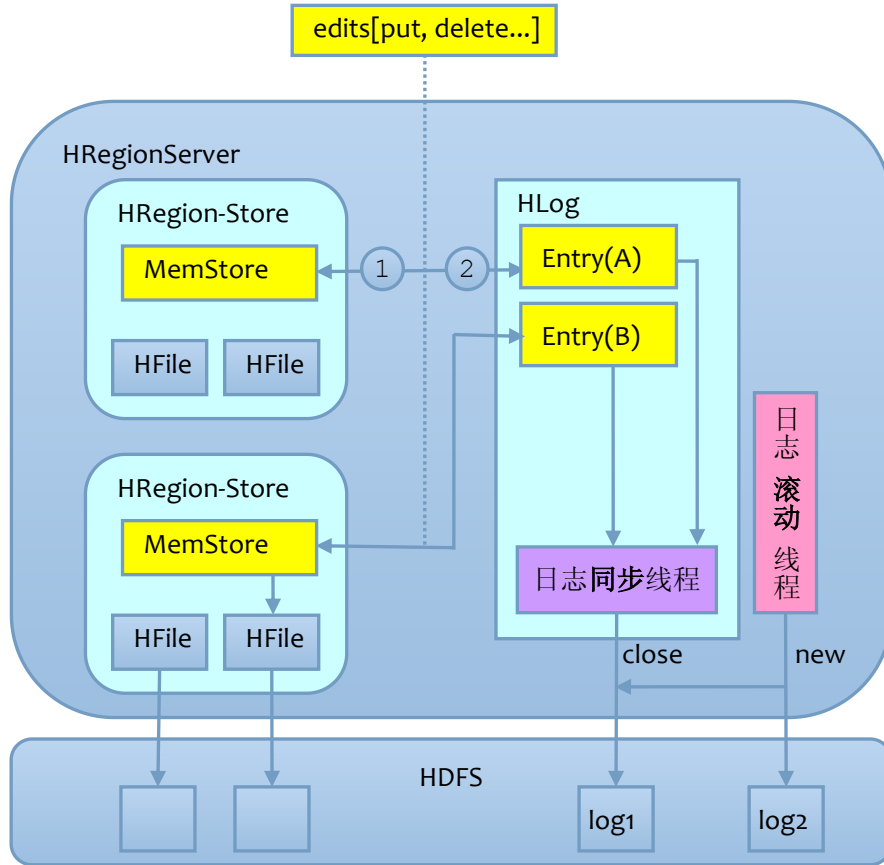 edits[put, delete...]
HRegionServer
HRegion-Store
MemStore
HFile
HFile
1
2
HLog
Entry(A)
Entry(B)
HRegion-Store
MemStore
HFile
HFile
日志同步线程
日志
滚动
线程
close
new
HDFS
log1
log2